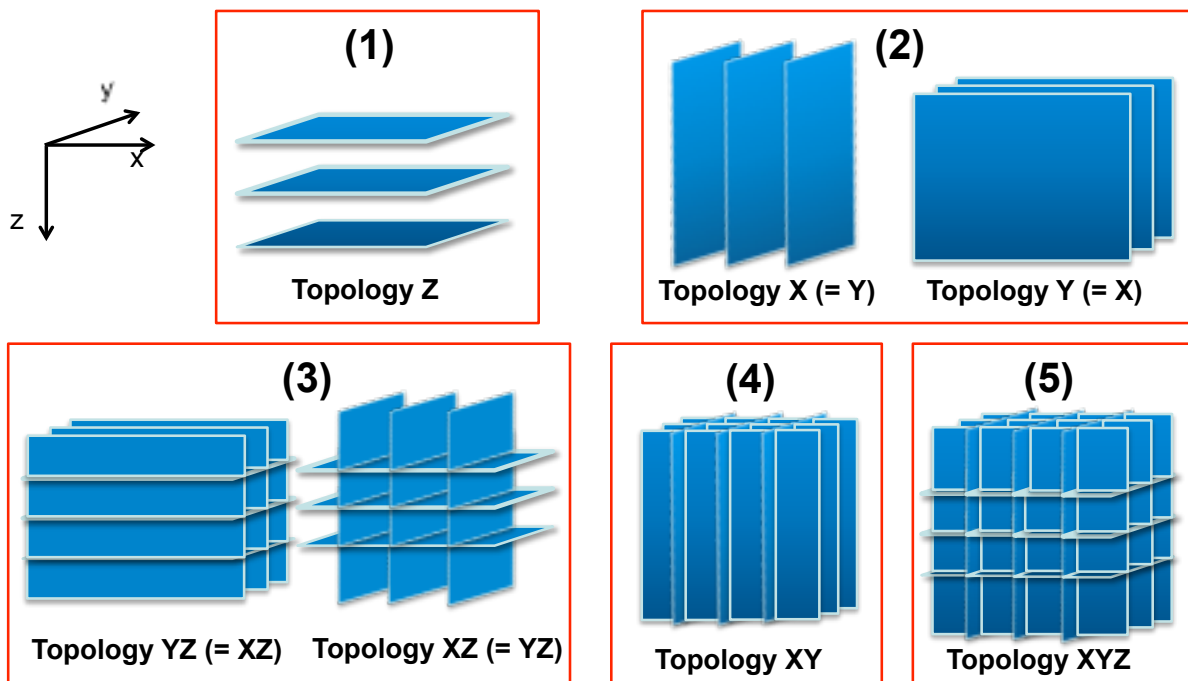 (1)
(2)
y
x
z
Topology Z
Topology X (= Y)
Topology Y (= X)
(3)
(4)
(5)
Topology YZ (= XZ)
Topology XZ (= YZ)
Topology XY
Topology XYZ